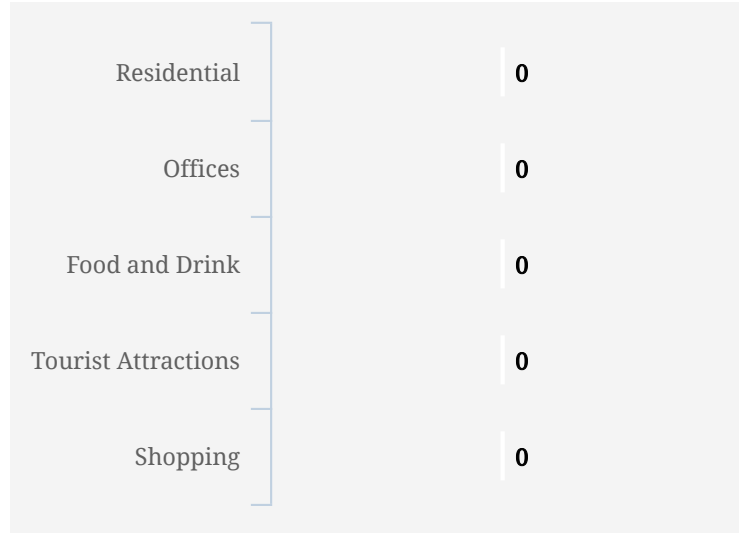 Residential 0
Offices 0
Food and Drink 0
Tourist Attractions 0
Shopping 0